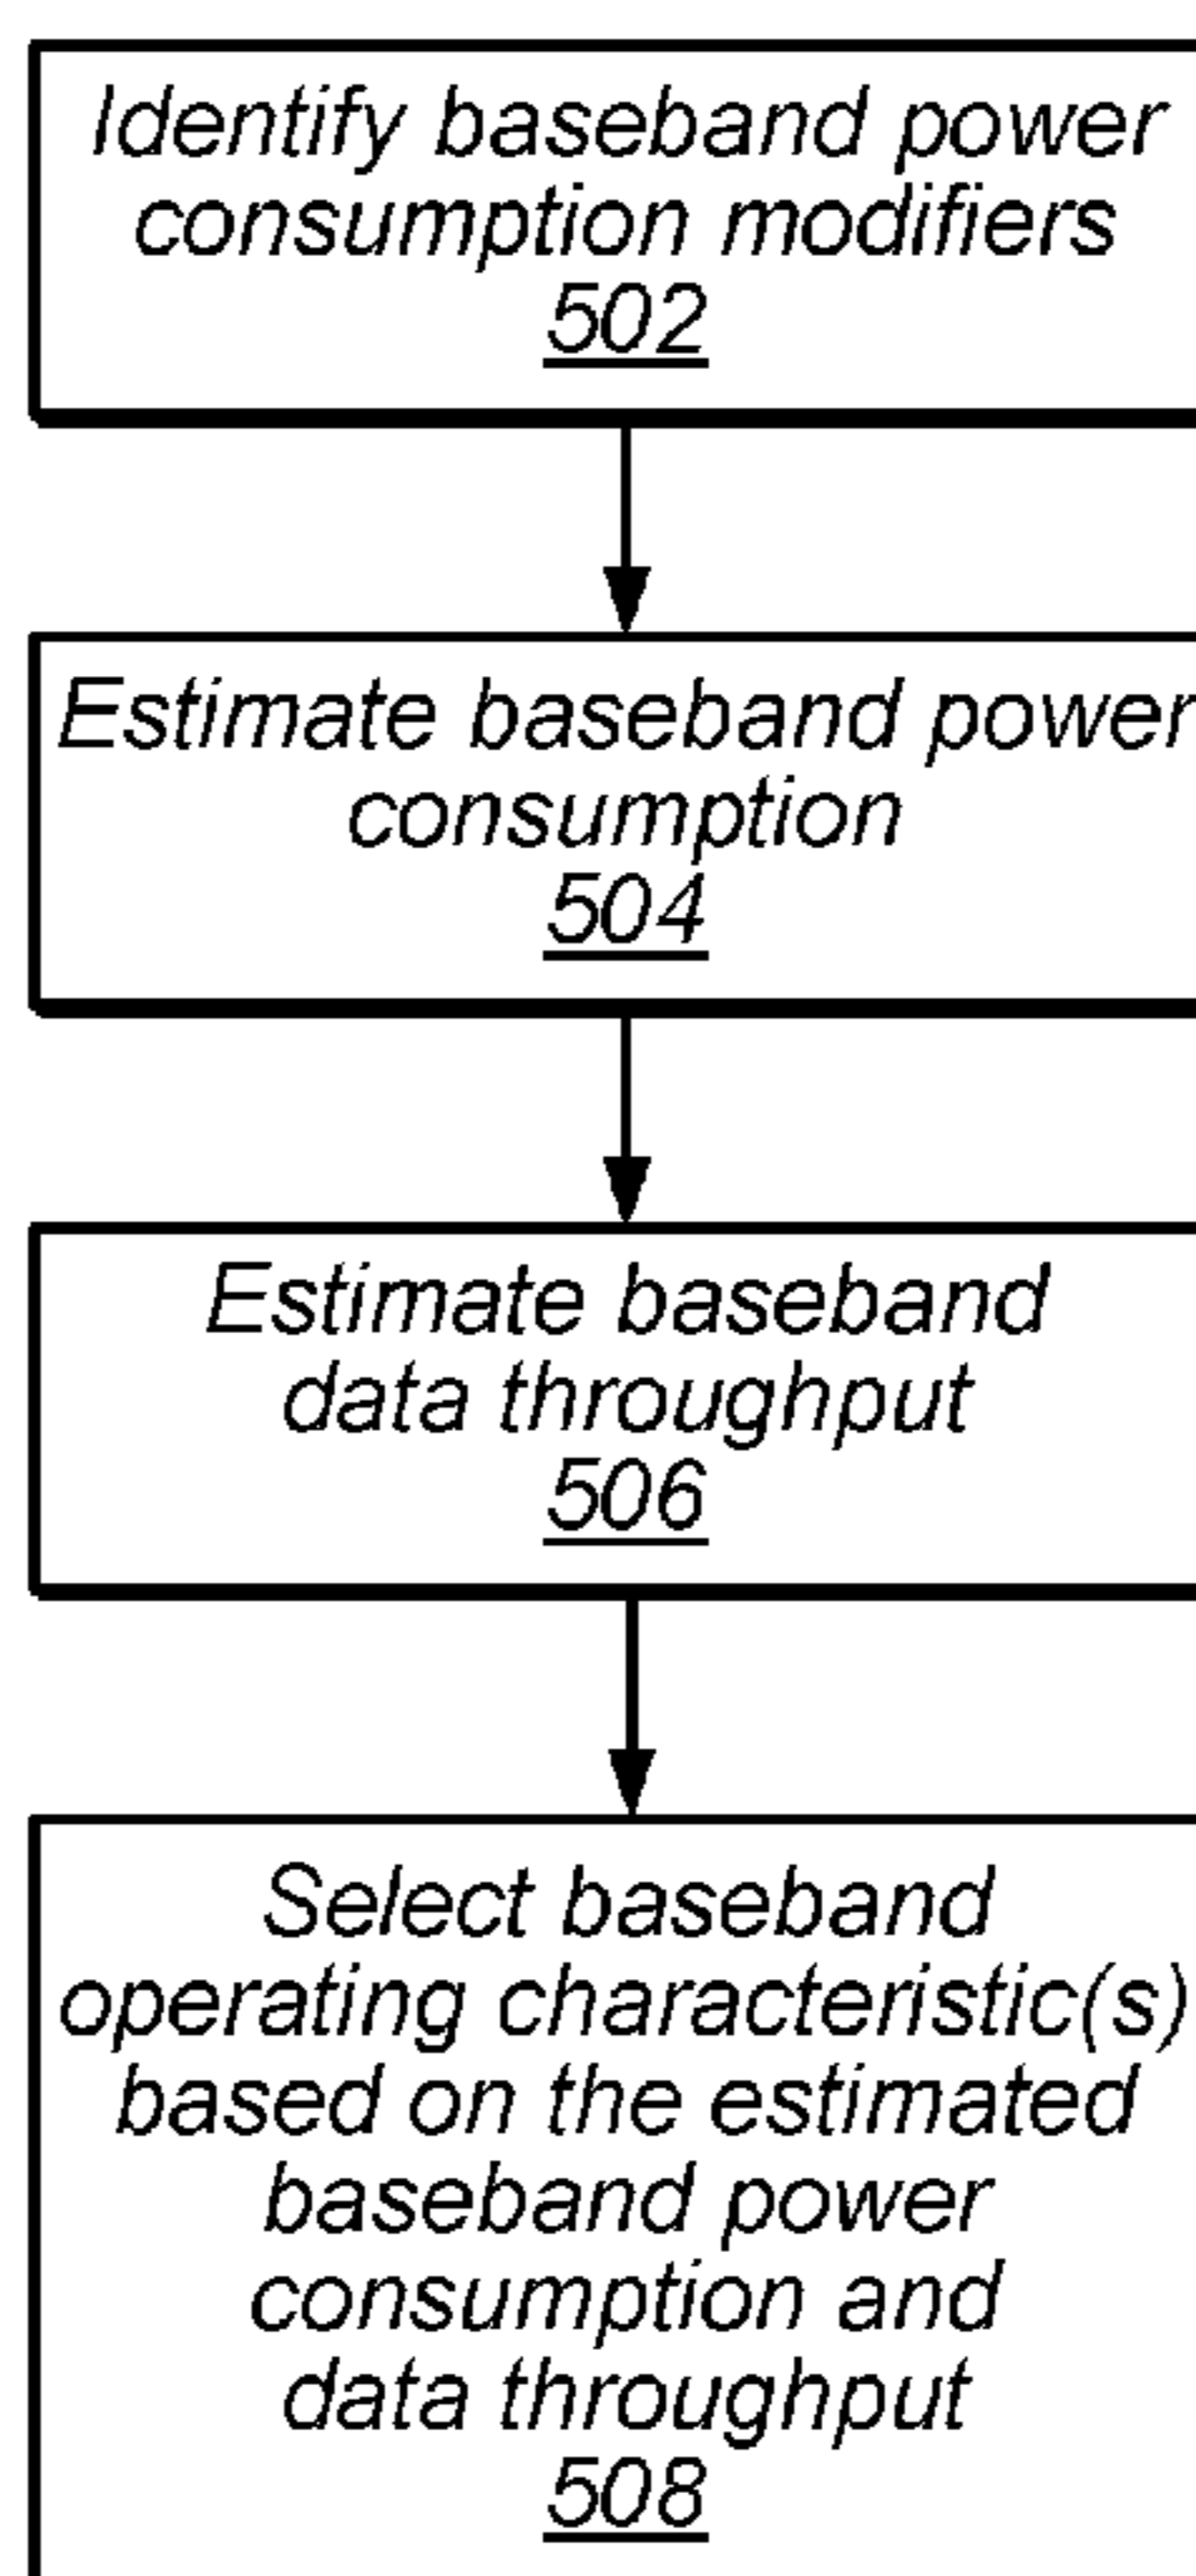 Identify baseband power
consumption modifiers
502
Estimate baseband power
consumption
504
Estimate baseband
data throughput
506
Select baseband
operating characteristic(s)
based on the estimated
baseband power
consumption and
data throughput
508